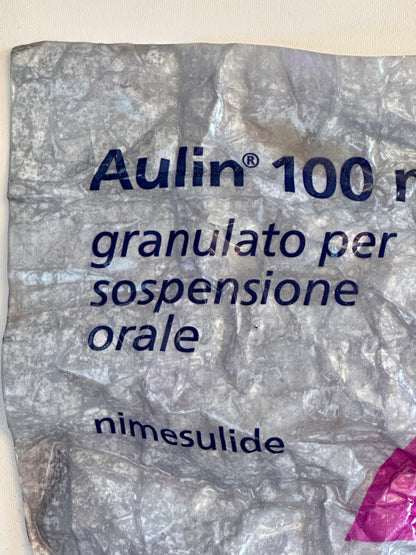 Aulin® 100 m
granulato per
sospensione
orale
nimesulide